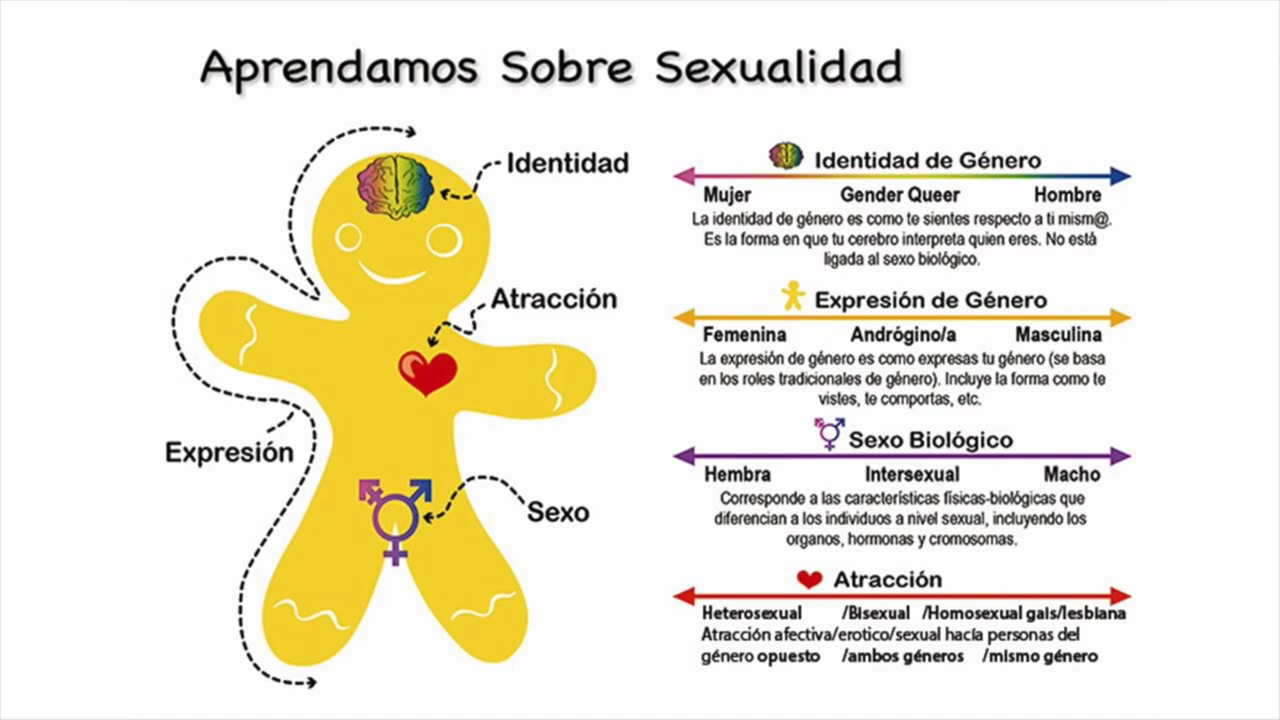 Aprendamos Sobre Sexualidad
Identidad
Atracción
Expresión
Sexo
Identidad de Género
Mujer Gender Queer Hombre
La identidad de género es como te sientes respecto a ti mism@.
Es la forma en que tu cerebro interpreta quien eres. No está
ligada al sexo biológico.
Expresión de Género
Femenina Andrógino/a Masculina
La expresión de género es como expresas tu género (se basa
en los roles tradicionales de género). Incluye la forma como te
vistes, te comportas, etc.
Sexo Biológico
Hembra Intersexual Macho
Corresponde a las características físicas-biológicas que
diferencian a los individuos a nivel sexual, incluyendo los
organos, hormonas y cromosomas.
Atracción
Heterosexual /Bisexual /Homosexual gais/lesbiana
Atracción afectiva/erotico/sexual hacía personas del
género opuesto /ambos géneros /mismo género